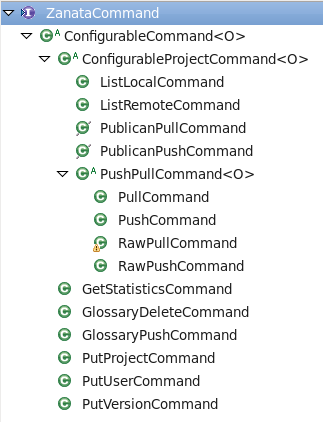 ZanataCommand
ConfigurableCommand<O>
ConfigurableProjectCommand<O>
ListLocalCommand
ListRemoteCommand
PublicanPullCommand
PublicanPushCommand
PushPullCommand<O>
PullCommand
PushCommand
RawPullCommand
RawPushCommand
GetStatisticsCommand
GlossaryDeleteCommand
GlossaryPushCommand
PutProjectCommand
PutUserCommand
PutVersionCommand